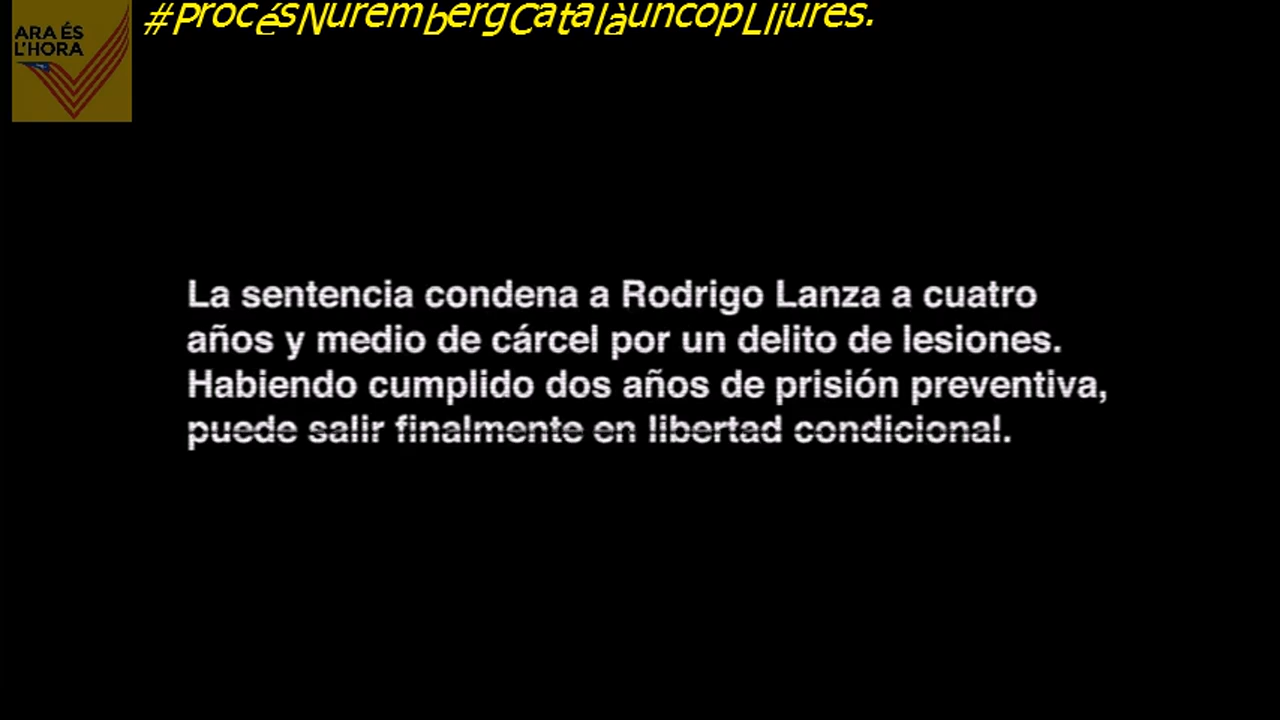 #ProcésNurembergCatalàuncopLliures.
ARA ÉS
L'HORA
La sentencia condena a Rodrigo Lanza a cuatro
años y medio de cárcel por un delito de lesiones.
Habiendo cumplido dos años de prisión preventiva,
puede salir finalmente en libertad condicional.